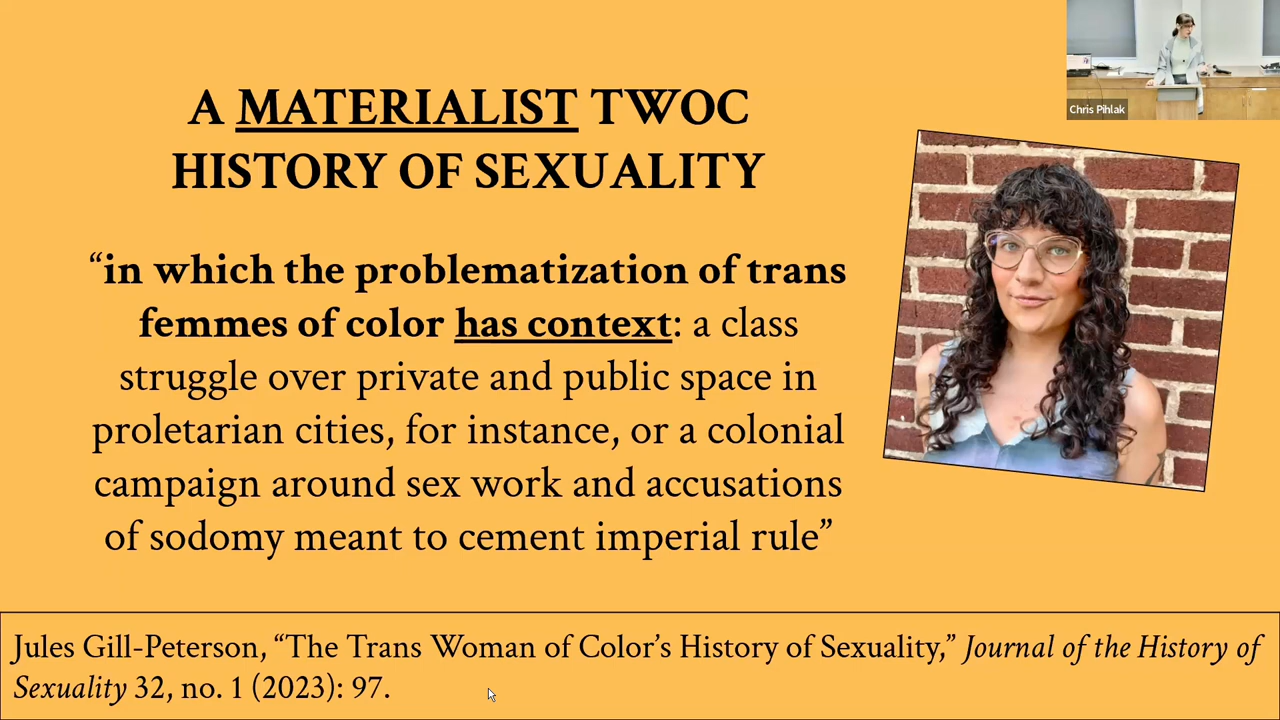 A MATERIALIST TWOC
HISTORY OF SEXUALITY
“in which the problematization of trans
femmes of color has context: a class
struggle over private and public space in
proletarian cities, for instance, or a colonial
campaign around sex work and accusations
of sodomy meant to cement imperial rule”
Chris Pihlak
Jules Gill-Peterson, “The Trans Woman of Color’s History of Sexuality,” Journal of the History of
Sexuality 32, no. 1 (2023): 97.